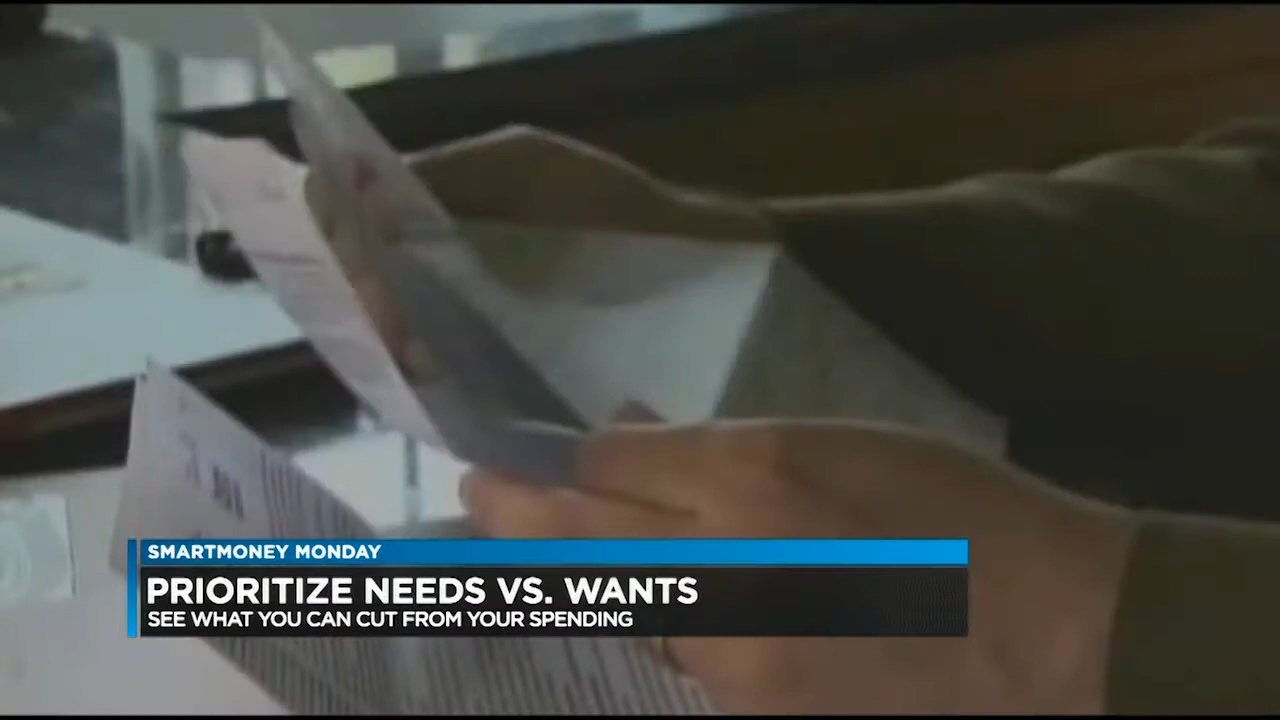 SMARTMONEY MONDAY
PRIORITIZE NEEDS VS. WANTS
SEE WHAT YOU CAN CUT FROM YOUR SPENDING